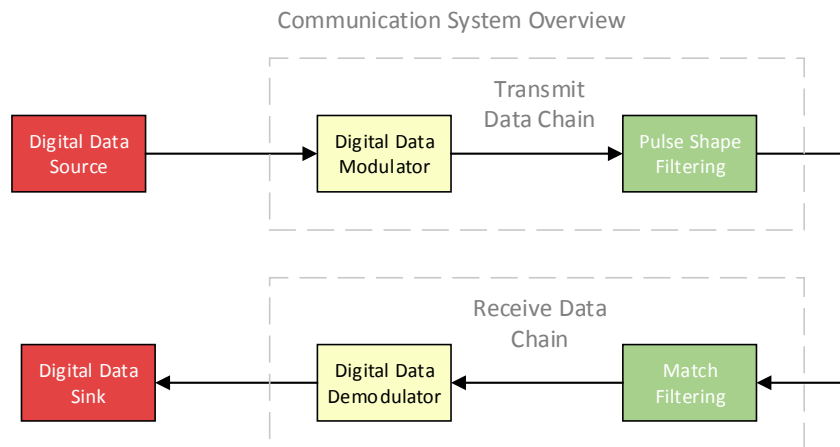 Communication System Overview
Transmit
Data Chain
Digital Data
Source
Digital Data
Modulator
Pulse Shape
Filtering
Receive Data
Chain
Digital Data
Sink
Digital Data
Demodulator
Match
Filtering